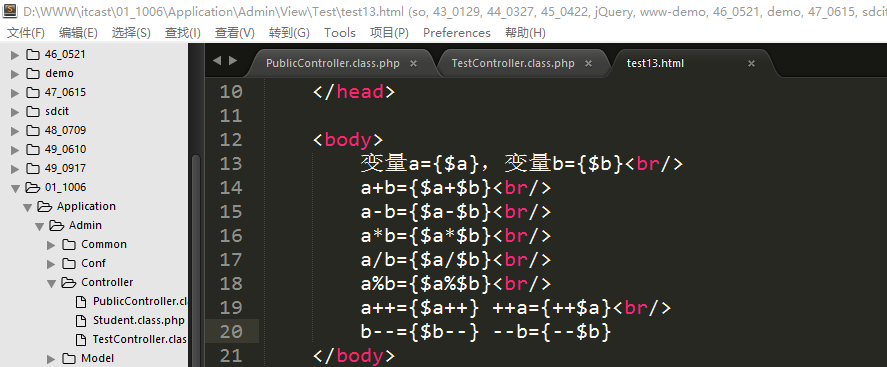 D:\WWW\itcast\01_1006\Application\Admin\View\Test\test13.html (so, 43_0129, 44_0327, 45_0422, jQuery, www-demo, 46_0521, demo, 47_0615, sdcit
文件(F) 编辑(E) 选择(S) 查找(I) 查看(V) 转到(G) Tools 项目(P) Preferences 帮助(H)
46_0521
demo
47_0615
sdcit
48_0709
49_0610
49_0917
01_1006
Application
Admin
Common
Conf
Controller
PublicController.cl
Student.class.php
TestController.clas
Model
PublicController.class.php × TestController.class.php × test13.html ×
10 </head>
11
12 <body>
13 变量a={$a}，变量b={$b}<br/>
14 a+b={$a+$b}<br/>
15 a-b={$a-$b}<br/>
16 a*b={$a*$b}<br/>
17 a/b={$a/$b}<br/>
18 a%b={$a%$b}<br/>
19 a++={$a++} ++a={++$a}<br/>
20 b--={$b--} --b={--$b}
21 </body>